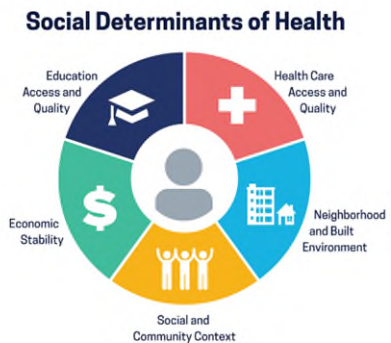 Social Determinants of Health
Education
Access and
Quality
Health Care
Access and
Quality
$
Economic
Stability
Neighborhood
and Built
Environment
Social and
Community Context